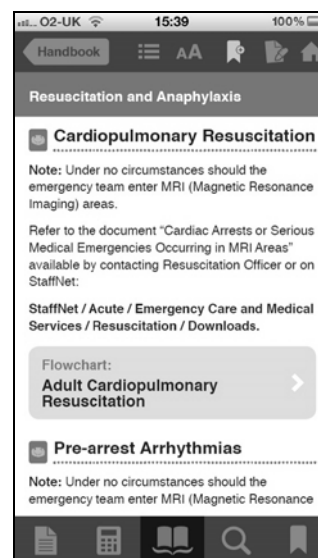 O2-UK 15:39 100%
Handbook AA
Resuscitation and Anaphylaxis
Cardiopulmonary Resuscitation
Note: Under no circumstances should the
emergency team enter MRI (Magnetic Resonance
Imaging) areas.
Refer to the document “Cardiac Arrests or Serious
Medical Emergencies Occurring in MRI Areas”
available by contacting Resuscitation Officer or on
StaffNet:
StaffNet / Acute / Emergency Care and Medical
Services / Resuscitation / Downloads.
Flowchart:
Adult Cardiopulmonary
Resuscitation
Pre-arrest Arrhythmias
Note: Under no circumstances should the
emergency team enter MRI (Magnetic Resonance